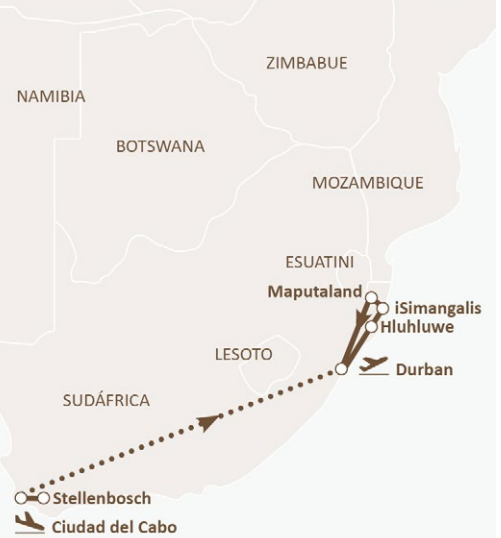 ZIMBABUE
NAMIBIA
BOTSWANA
MOZAMBIQUE
ESUATINI
Maputaland
iSimangalis
Hluhluwe
LESOTO
Durban
SUDÁFRICA
Stellenbosch
Ciudad del Cabo